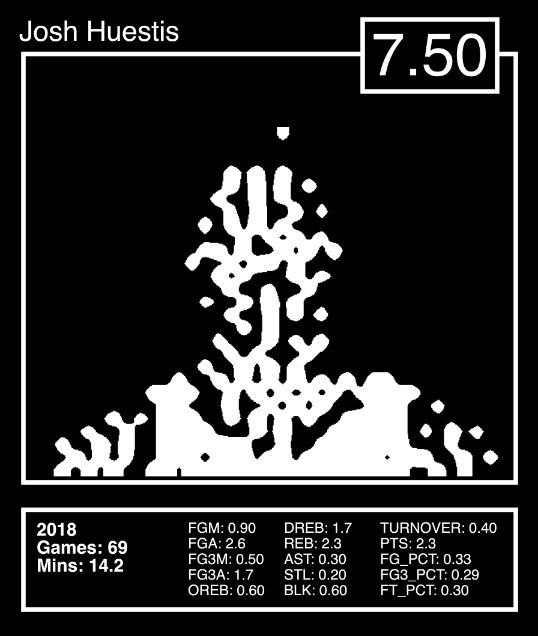 Josh Huestis
7.50
2018
Games: 69
Mins: 14.2
FGM: 0.90
FGA: 2.6
FG3M: 0.50
FG3A: 1.7
OREB: 0.60
DREB: 1.7
REB: 2.3
AST: 0.30
STL: 0.20
BLK: 0.60
TURNOVER: 0.40
PTS: 2.3
FG_PCT: 0.33
FG3_PCT: 0.29
FT_PCT: 0.30